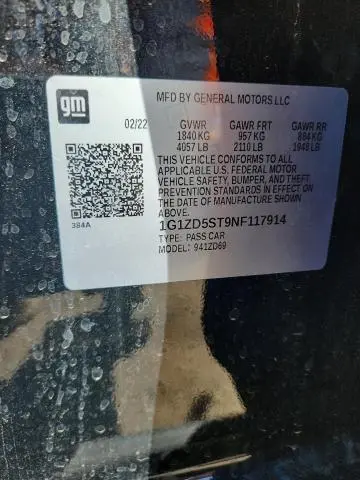 gm
MFD BY GENERAL MOTORS LLC
02/22 GVWR GAWR FRT GAWR RR
1840 KG 957 KG 884 KG
4057 LB 2110 LB 1948 LB
THIS VEHICLE CONFORMS TO ALL
APPLICABLE U.S. FEDERAL MOTOR
VEHICLE SAFETY, BUMPER, AND THEFT
PREVENTION STANDARDS IN EFFECT ON
THE DATE OF MANUFACTURE SHOWN
ABOVE.
384A
1G1ZD5ST9NF117914
TYPE: PASS CAR
MODEL: 941ZD69